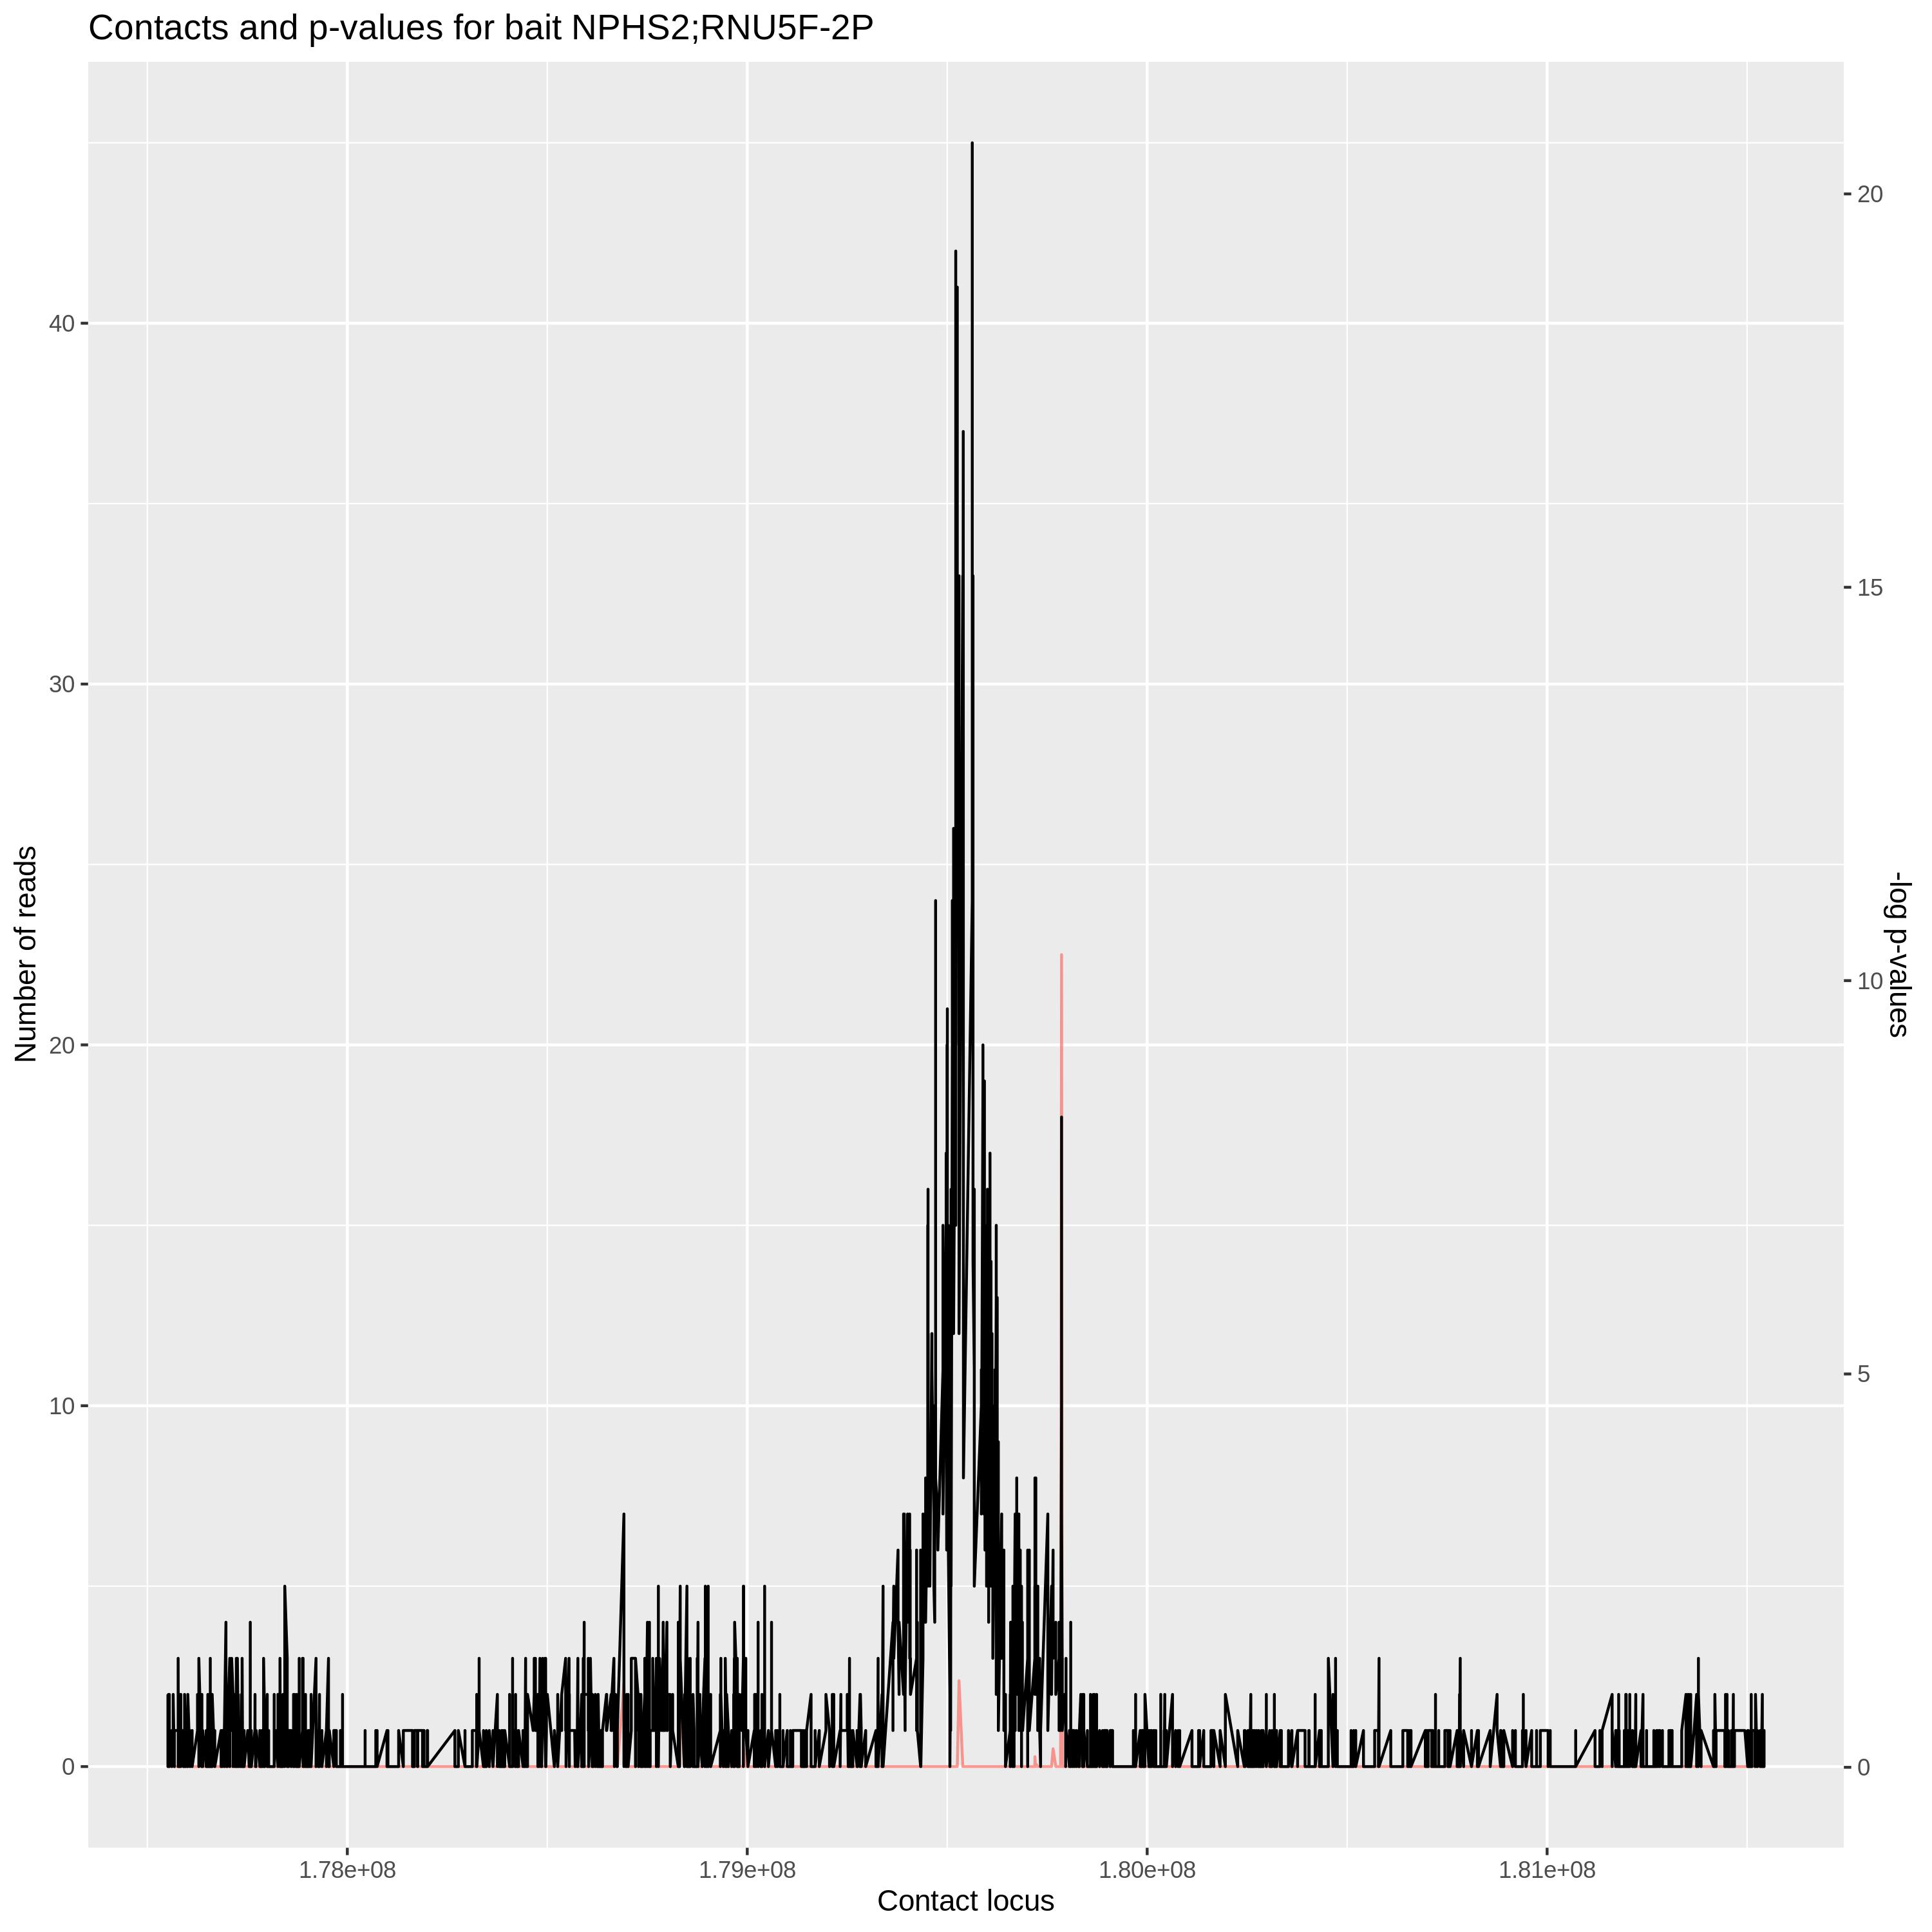 Contacts and p-values for bait NPHS2;RNU5F-2P
Number of reads
40
30
20
10
0
20
15
10
5
0
-log p-values
1.78e+08
1.79e+08
1.80e+08
1.81e+08
Contact locus